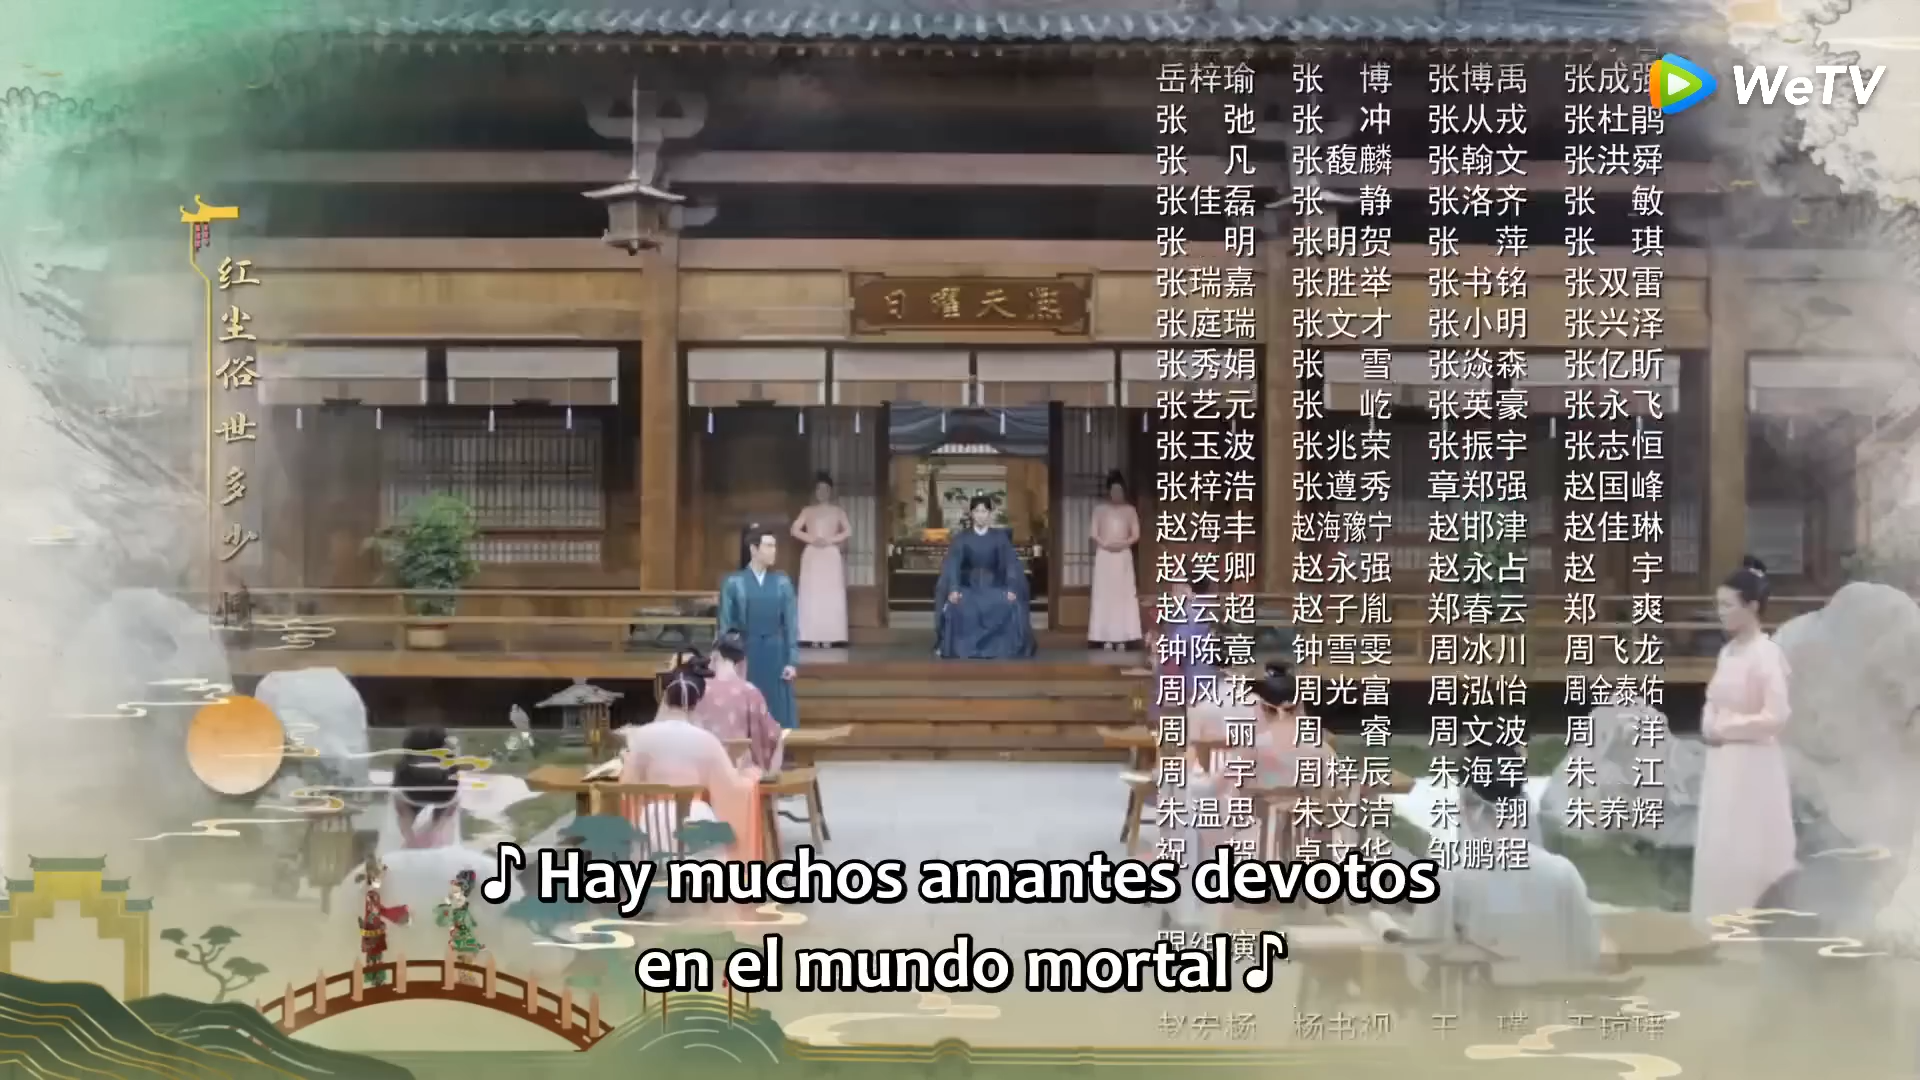 WeTV
岳梓瑜 张 博 张博禹 张成强
张 弛 张 冲 张从戎 张杜鹃
张 凡 张馥麟 张翰文 张洪舜
张佳磊 张 静 张洛齐 张 敏
张 明 张明贺 张 萍 张 琪
张瑞嘉 张胜举 张书铭 张双雷
张庭瑞 张文才 张小明 张兴泽
张秀娟 张 雪 张焱森 张亿昕
张艺元 张 屹 张英豪 张永飞
张玉波 张兆荣 张振宇 张志恒
张梓浩 张遵秀 章郑强 赵国峰
赵海丰 赵海豫宁 赵邯津 赵佳琳
赵笑卿 赵永强 赵永占 赵 宇
赵云超 赵子胤 郑春云 郑 爽
钟陈意 钟雪雯 周冰川 周飞龙
周风花 周光富 周泓怡 周金泰佑
周 丽 周 睿 周文波 周 洋
周 宇 周梓辰 朱海军 朱 江
朱温思 朱文洁 朱 翔 朱养辉
祝 贺 卓文华 邹鹏程
红尘俗世多少情
日曜天熙
♪ Hay muchos amantes devotos
en el mundo mortal ♪